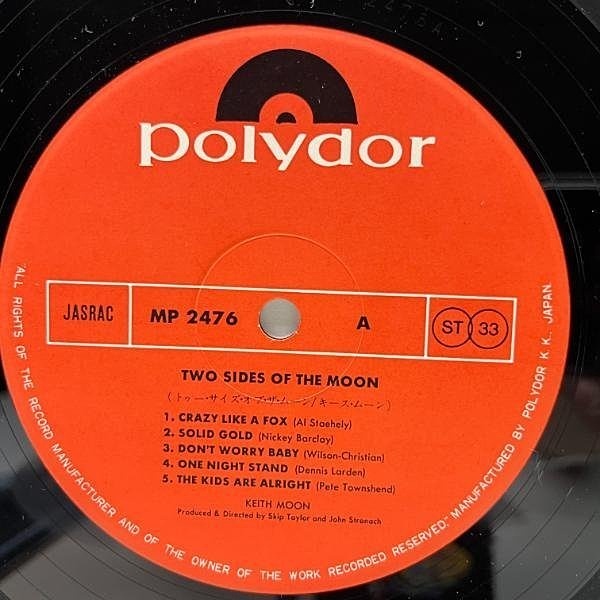 polydor
JASRAC MP 2476 A ST 33
TWO SIDES OF THE MOON
(トゥー・サイズ・オブ・ザ・ムーン/キース・ムーン)
1. CRAZY LIKE A FOX (Al Staehely)
2. SOLID GOLD (Nickey Barclay)
3. DON'T WORRY BABY (Wilson-Christian)
4. ONE NIGHT STAND (Dennis Larden)
5. THE KIDS ARE ALRIGHT (Pete Townshend)
KEITH MOON
Produced & Directed by Skip Taylor and John Stronach
"ALL RIGHTS OF THE RECORD MANUFACTURER AND OF THE OWNER OF THE WORK RECORDED RESERVED." MANUFACTURED BY POLYDOR K.K., JAPAN.